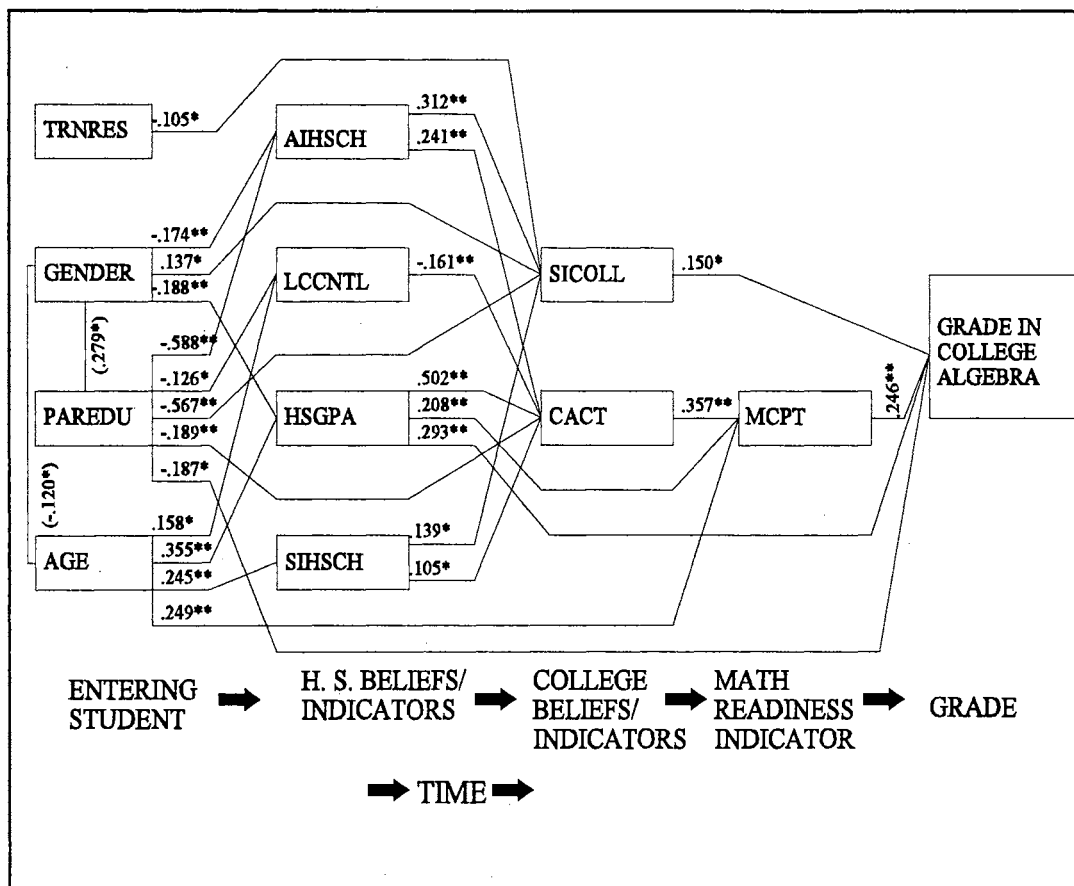 TRNRES
-.105*
AIHSCH
.312**
.241**
GENDER
-.174**
.137*
-.188**
LCCNTL
-.161**
SICOLL
.150*
GRADE IN
COLLEGE
ALGEBRA
(.279*)
PAREDU
-.588**
-.126*
-.567**
-.189**
-.187*
HSGPA
.502**
.208**
.293**
CACT
.357**
MCPT
.246**
(-.120*)
AGE
.158*
.355**
.245**
.249**
SIHSCH
.139*
.105*
ENTERING
STUDENT
H. S. BELIEFS/
INDICATORS
COLLEGE
BELIEFS/
INDICATORS
MATH
READINESS
INDICATOR
GRADE
TIME